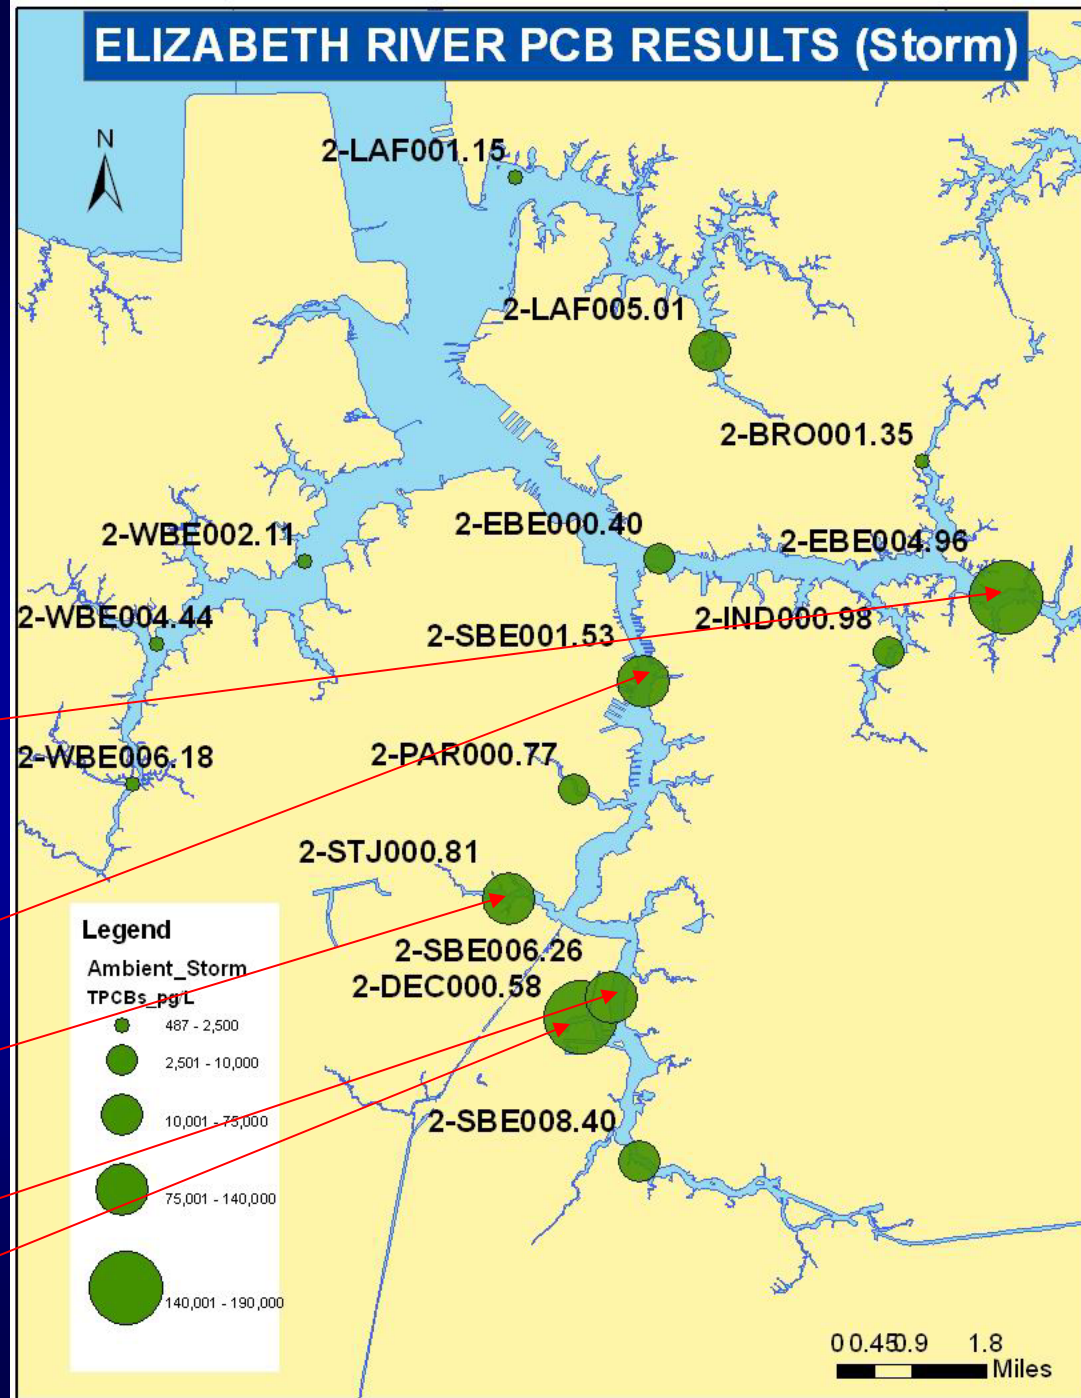 ELIZABETH RIVER PCB RESULTS (Storm)
N
2-LAF001.15
2-LAF005.01
2-BRO001.35
2-EBE000.40
2-WBE002.11
2-EBE004.96
2-WBE004.44
2-IND000.98
2-SBE001.53
2-PAR000.77
2-WBE006.18
2-STJ000.81
2-SBE006.26
2-DEC000.58
2-SBE008.40
Legend
Ambient_Storm
TPCBs_pg/L
487 - 2,500
2,501 - 10,000
10,001 - 75,000
75,001 - 140,000
140,001 - 190,000
0 0.45 0.9 1.8
Miles